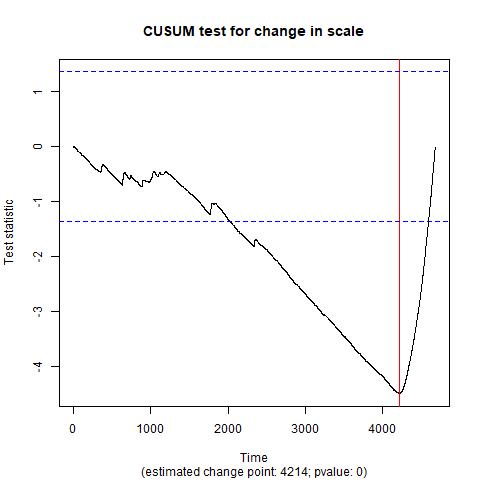 CUSUM test for change in scale
Test statistic
1
0
-1
-2
-3
-4
0
1000
2000
3000
4000
Time
(estimated change point: 4214; pvalue: 0)